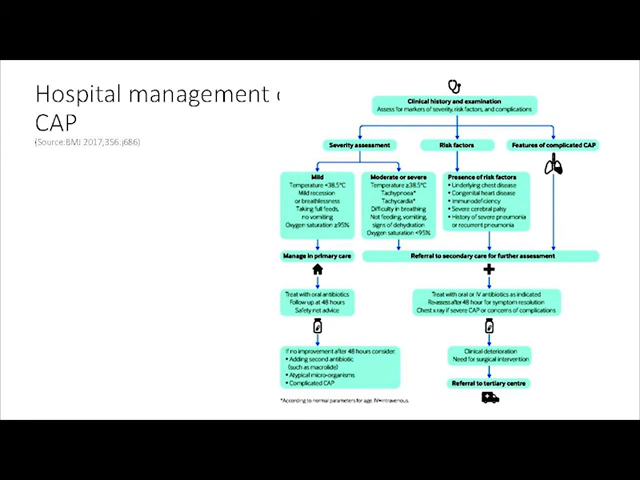 Hospital management
CAP
(Source:BMJ 2017;356:j686)
Clinical history and examination
Assess for markers of severity, risk factors, and complications
Severity assessment
Risk factors
Features of complicated CAP
Mild
Temperature <38.5°C
Mild recession
or breathlessness
Taking full feeds,
no vomiting
Oxygen saturation ≥95%
Moderate or severe
Temperature ≥38.5°C
Tachypnoea*
Tachycardia*
Difficulty in breathing
Not feeding, vomiting,
signs of dehydration
Oxygen saturation <95%
Presence of risk factors
• Underlying chest disease
• Congenital heart disease
• Immunodeficiency
• Severe cerebral palsy
• History of severe pneumonia
or recurrent pneumonia
Manage in primary care
Referral to secondary care for further assessment
Treat with oral antibiotics
Follow up at 48 hours
Safety net advice
Treat with oral or IV antibiotics as indicated
Re-assess after 48 hour for symptom resolution
Chest x ray if severe CAP or concerns of complications
If no improvement after 48 hours consider:
• Adding second antibiotic
(such as macrolide)
• Atypical micro-organisms
• Complicated CAP
Clinical deterioration
Need for surgical intervention
Referral to tertiary centre
*According to normal parameters for age. IV=intravenous.